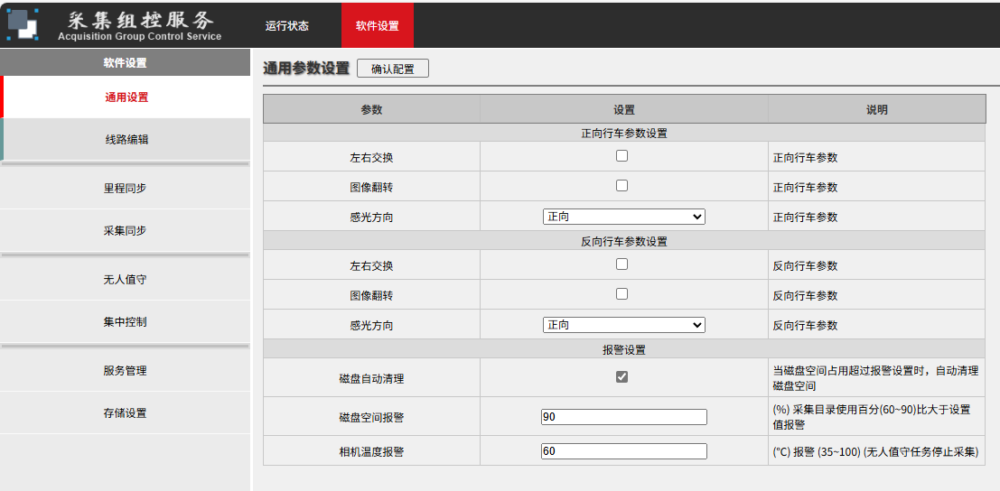 采集组控服务
Acquisition Group Control Service
运行状态
软件设置
软件设置
通用设置
线路编辑
里程同步
采集同步
无人值守
集中控制
服务管理
存储设置
通用参数设置 确认配置
参数 设置 说明
正向行车参数设置
左右交换 正向行车参数
图像翻转 正向行车参数
感光方向 正向 正向行车参数
反向行车参数设置
左右交换 反向行车参数
图像翻转 反向行车参数
感光方向 正向 反向行车参数
报警设置
磁盘自动清理 当磁盘空间占用超过报警设置时，自动清理
磁盘空间
磁盘空间报警 90 (%) 采集目录使用百分(60~90)比大于设置
值报警
相机温度报警 60 (℃) 报警 (35~100) (无人值守任务停止采集)